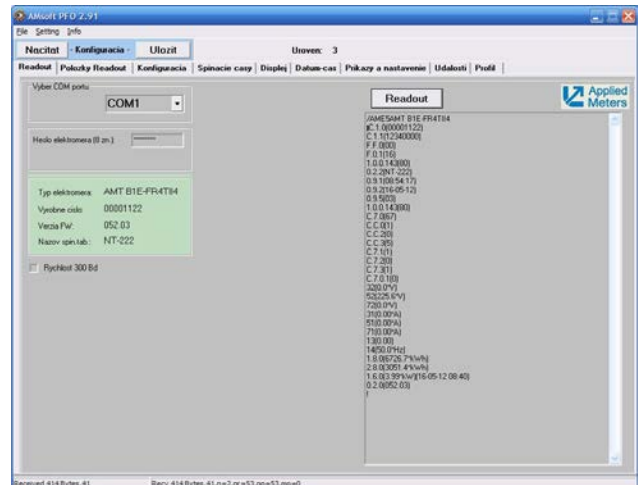 AMsoft PFO 2.91
File Setting Info
Nacitat - Konfiguracia - Ulozit Uroven: 3
Readout Polozky Readout Konfiguracia Spinacie casy Displej Datum-cas Prikazy a nastavenie Udalosti Profil
Vyber COM portu
COM1
Heslo elektromera (0 zn.):
Typ elektromera: AMT B1E-FR4T84
Vyrobne cislo: 00001122
Verzia FW: 052.03
Nazov spin.tab.: NT-222
Rychlost 300 Bd
Readout
Applied
Meters
/AME5AMT B1E-FR4T84
C.1.0(00001122)
C.1.1(12340000)
F.F.0(00)
F.0.1(16)
1.0.0.143(80)
0.2.2(NT-222)
0.9.1(08:54:17)
0.9.2(16-05-12)
0.9.5(03)
1.0.0.143(80)
C.7.0(67)
C.C.0(1)
C.C.2(0)
C.C.3(5)
C.7.1(1)
C.7.2(0)
C.7.3(1)
C.7.0.1(0)
32(0.0*V)
52(225.6*V)
72(0.0*V)
31(0.00*A)
51(0.00*A)
71(0.00*A)
13(0.00)
14(50.0*Hz)
1.8.0(6726.7*kWh)
2.8.0(3051.4*kWh)
1.6.0(3.99*kW)(16-05-12 08:40)
0.2.0(052.03)
!
Received 414 Bytes 41